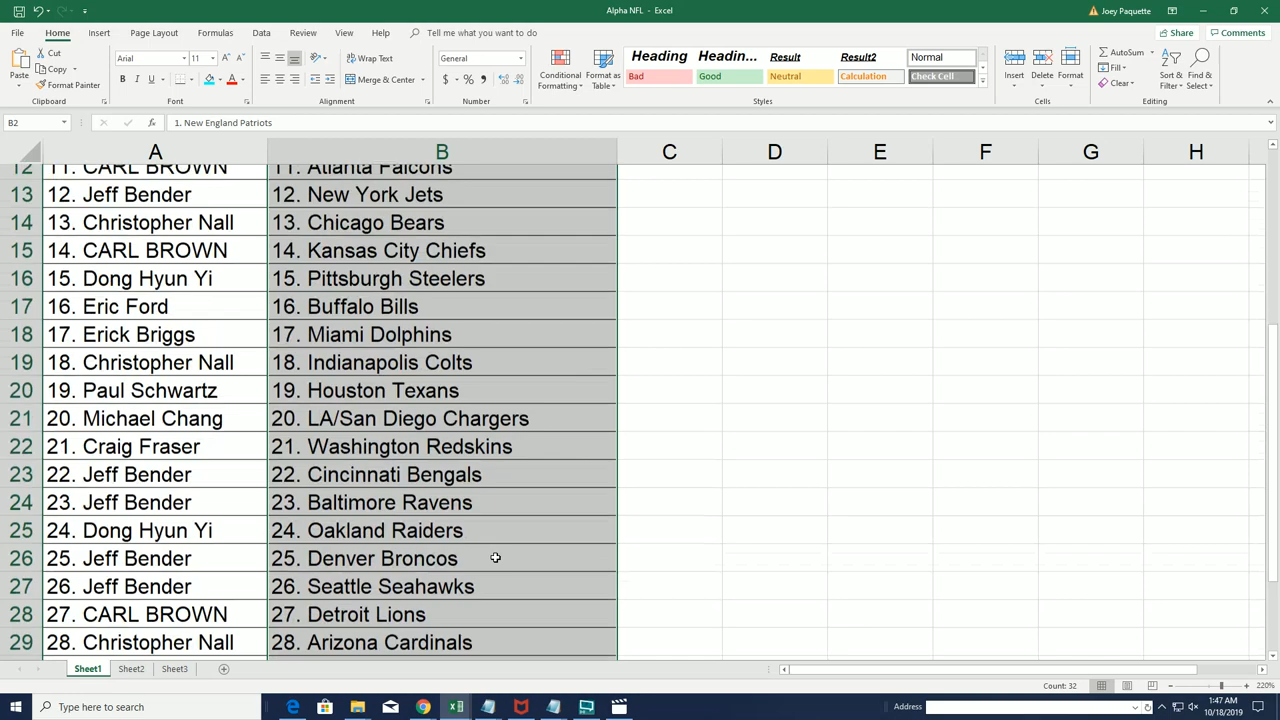 Alpha NFL - Excel
Joey Paquette
File Home Insert Page Layout Formulas Data Review View Help Tell me what you want to do
Share Comments
Paste Cut Copy Format Painter
Clipboard
Arial 11
B I U
Font
Wrap Text
Merge & Center
Alignment
General
$ % ,
Number
Conditional Formatting
Format as Table
Heading Headin... Result Result2 Normal
Bad Good Neutral Calculation Check Cell
Styles
Insert Delete Format
Cells
AutoSum
Fill
Clear
Sort & Filter
Find & Select
Editing
B2 fx 1. New England Patriots
A B C D E F G H
12 11. CARL BROWN 11. Atlanta Falcons
13 12. Jeff Bender 12. New York Jets
14 13. Christopher Nall 13. Chicago Bears
15 14. CARL BROWN 14. Kansas City Chiefs
16 15. Dong Hyun Yi 15. Pittsburgh Steelers
17 16. Eric Ford 16. Buffalo Bills
18 17. Erick Briggs 17. Miami Dolphins
19 18. Christopher Nall 18. Indianapolis Colts
20 19. Paul Schwartz 19. Houston Texans
21 20. Michael Chang 20. LA/San Diego Chargers
22 21. Craig Fraser 21. Washington Redskins
23 22. Jeff Bender 22. Cincinnati Bengals
24 23. Jeff Bender 23. Baltimore Ravens
25 24. Dong Hyun Yi 24. Oakland Raiders
26 25. Jeff Bender 25. Denver Broncos
27 26. Jeff Bender 26. Seattle Seahawks
28 27. CARL BROWN 27. Detroit Lions
29 28. Christopher Nall 28. Arizona Cardinals
Sheet1 Sheet2 Sheet3
Count: 32 220%
Type here to search
Address
1:47 AM
10/18/2019